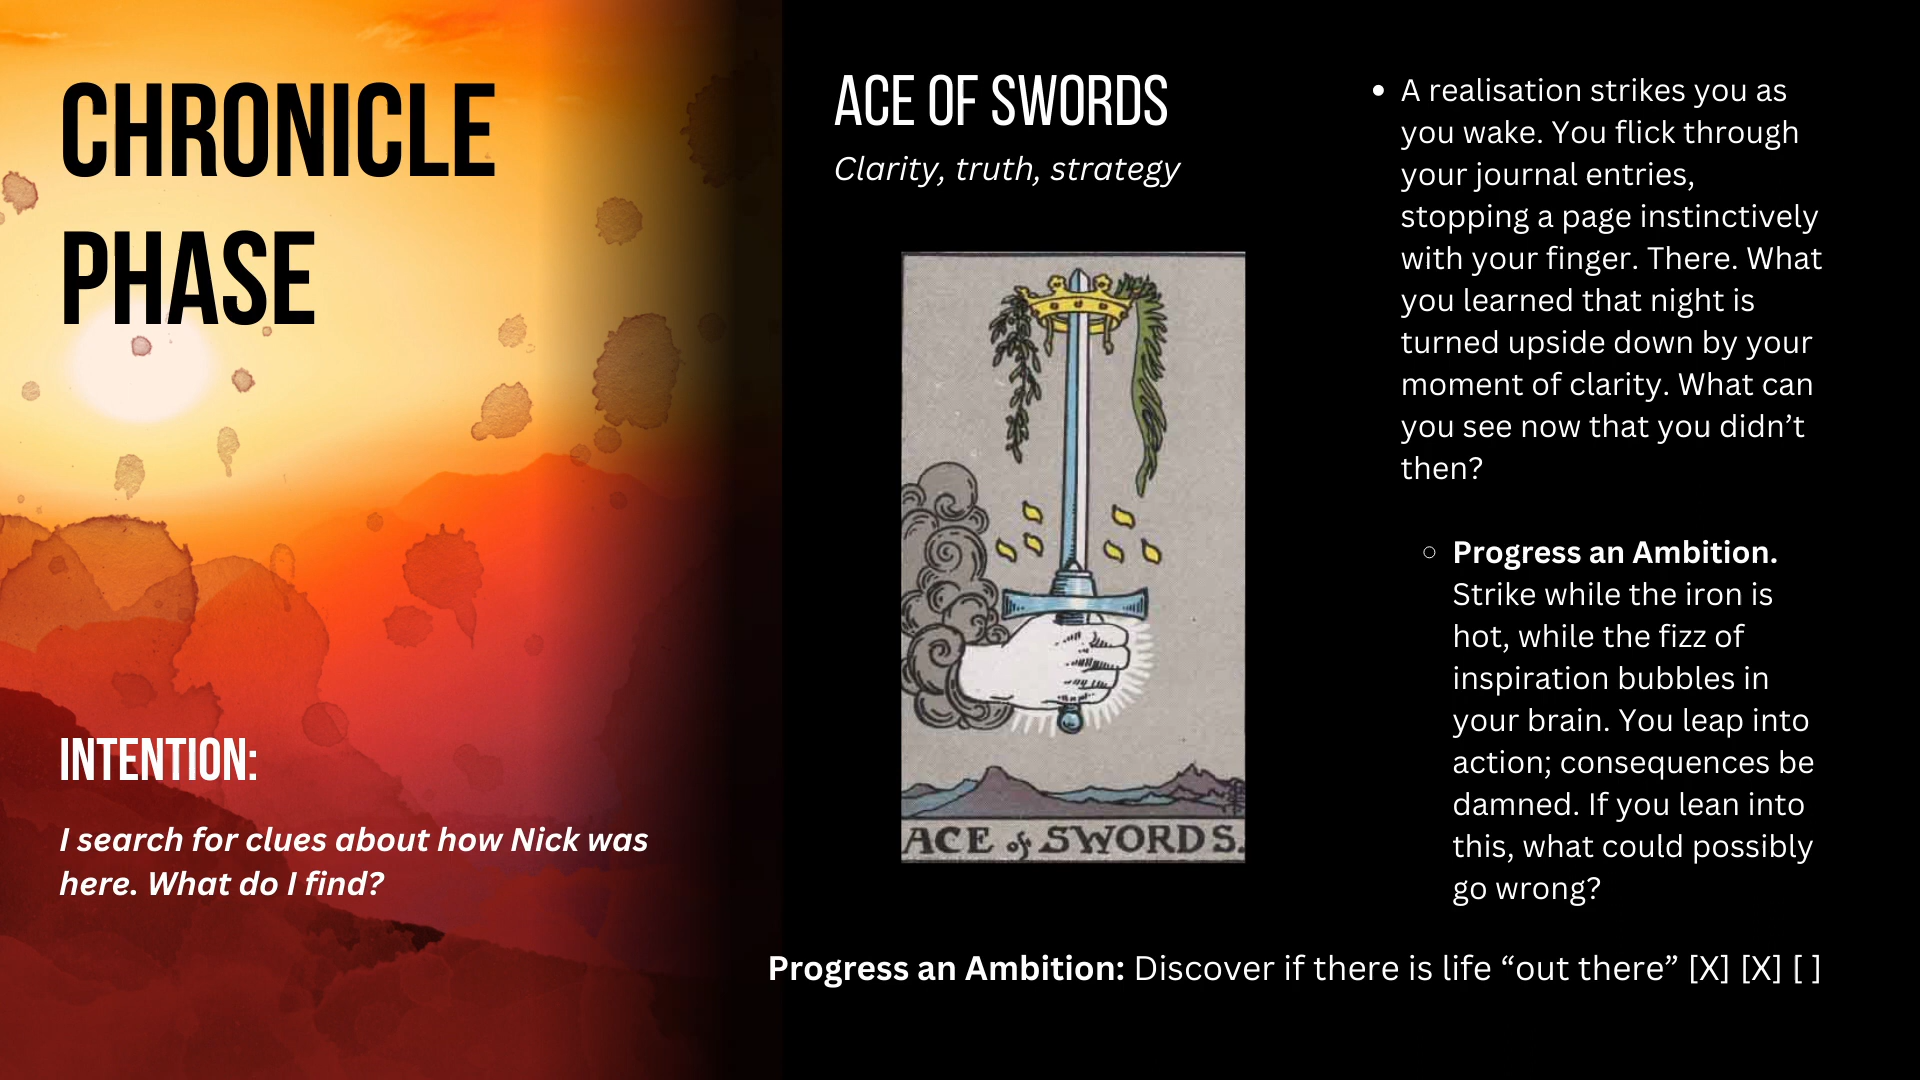 CHRONICLE
PHASE
INTENTION:
I search for clues about how Nick was
here. What do I find?
ACE OF SWORDS
Clarity, truth, strategy
ACE of SWORDS.
• A realisation strikes you as
you wake. You flick through
your journal entries,
stopping a page instinctively
with your finger. There. What
you learned that night is
turned upside down by your
moment of clarity. What can
you see now that you didn’t
then?
○ Progress an Ambition.
Strike while the iron is
hot, while the fizz of
inspiration bubbles in
your brain. You leap into
action; consequences be
damned. If you lean into
this, what could possibly
go wrong?
Progress an Ambition: Discover if there is life “out there” [X] [X] [ ]